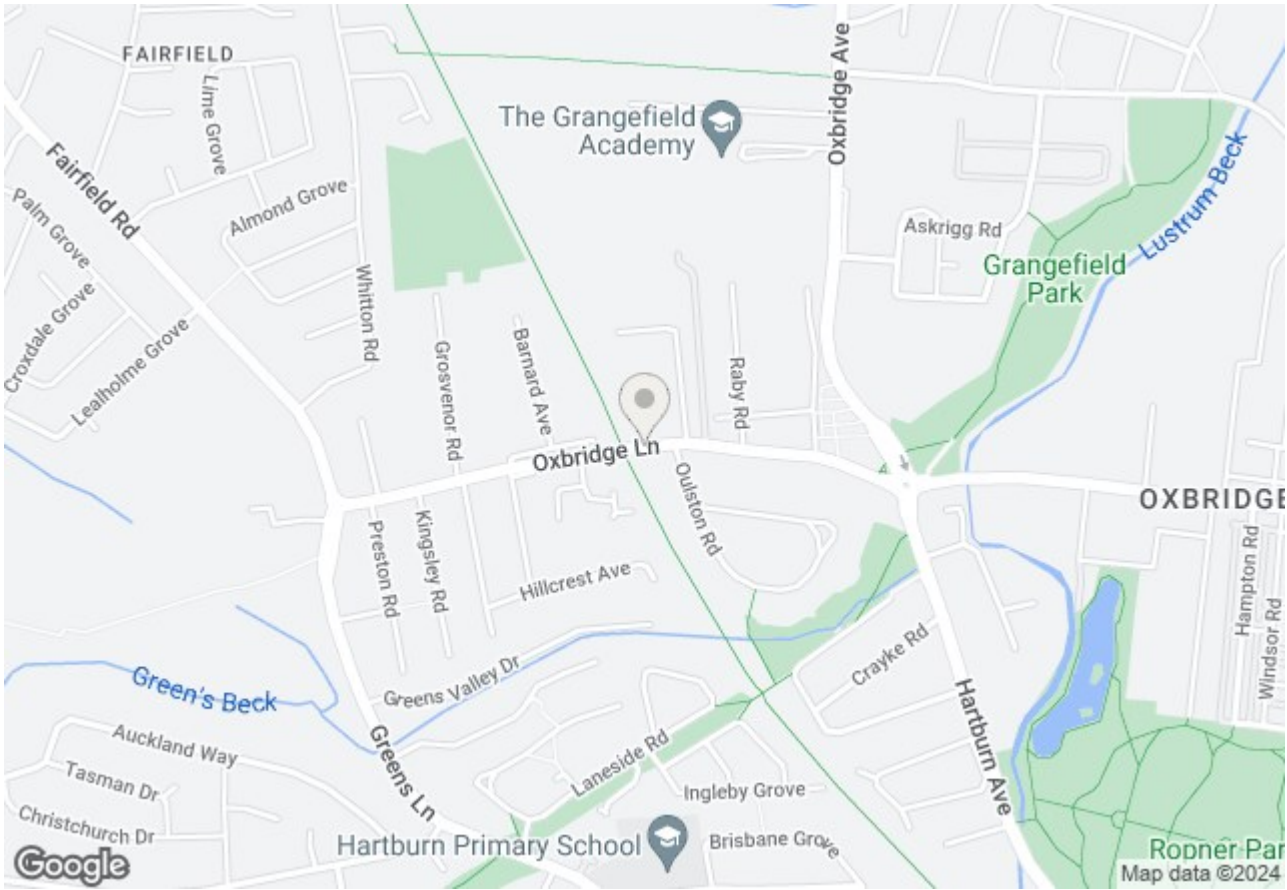 FAIRFIELD
Lime Grove
Oxbridge Ave
The Grangefield
Academy
Fairfield Rd
Palm Grove
Almond Grove
Askrigg Rd
Lustrum Beck
Grangefield
Park
Whitton Rd
Croxdale Grove
Lealholme Grove
Grosvenor Rd
Barnard Ave
Raby Rd
Oxbridge Ln
OXBRIDGE
Oulston Rd
Preston Rd
Kingsley Rd
Hillcrest Ave
Hampton Rd
Windsor Rd
Crayke Rd
Greens Valley Dr
Green's Beck
Hartburn Ave
Auckland Way
Greens Ln
Laneside Rd
Tasman Dr
Ingleby Grove
Christchurch Dr
Hartburn Primary School
Brisbane Grove
Ropner Par
Google
Map data ©2024